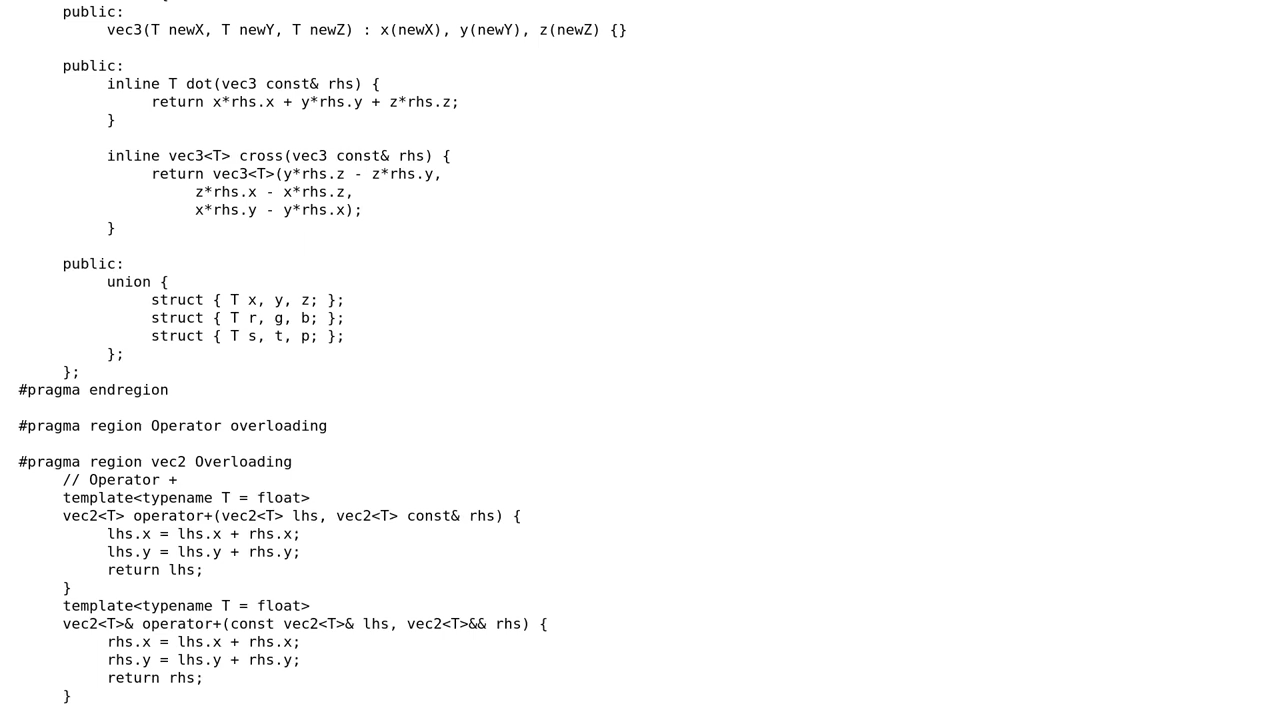 public:
vec3(T newX, T newY, T newZ) : x(newX), y(newY), z(newZ) {}
public:
inline T dot(vec3 const& rhs) {
return x*rhs.x + y*rhs.y + z*rhs.z;
}
inline vec3<T> cross(vec3 const& rhs) {
return vec3<T>(y*rhs.z - z*rhs.y,
z*rhs.x - x*rhs.z,
x*rhs.y - y*rhs.x);
}
public:
union {
struct { T x, y, z; };
struct { T r, g, b; };
struct { T s, t, p; };
};
};
#pragma endregion
#pragma region Operator overloading
#pragma region vec2 Overloading
// Operator +
template<typename T = float>
vec2<T> operator+(vec2<T> lhs, vec2<T> const& rhs) {
lhs.x = lhs.x + rhs.x;
lhs.y = lhs.y + rhs.y;
return lhs;
}
template<typename T = float>
vec2<T>& operator+(const vec2<T>& lhs, vec2<T>&& rhs) {
rhs.x = lhs.x + rhs.x;
rhs.y = lhs.y + rhs.y;
return rhs;
}